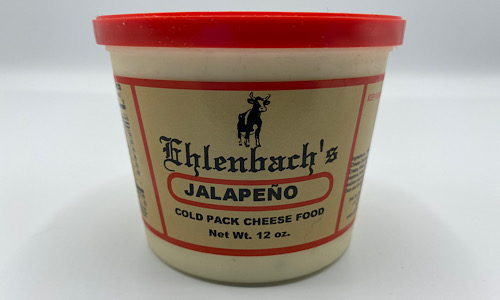 Ehlenbach's
JALAPEÑO
COLD PACK CHEESE FOOD
Net Wt. 12 oz.